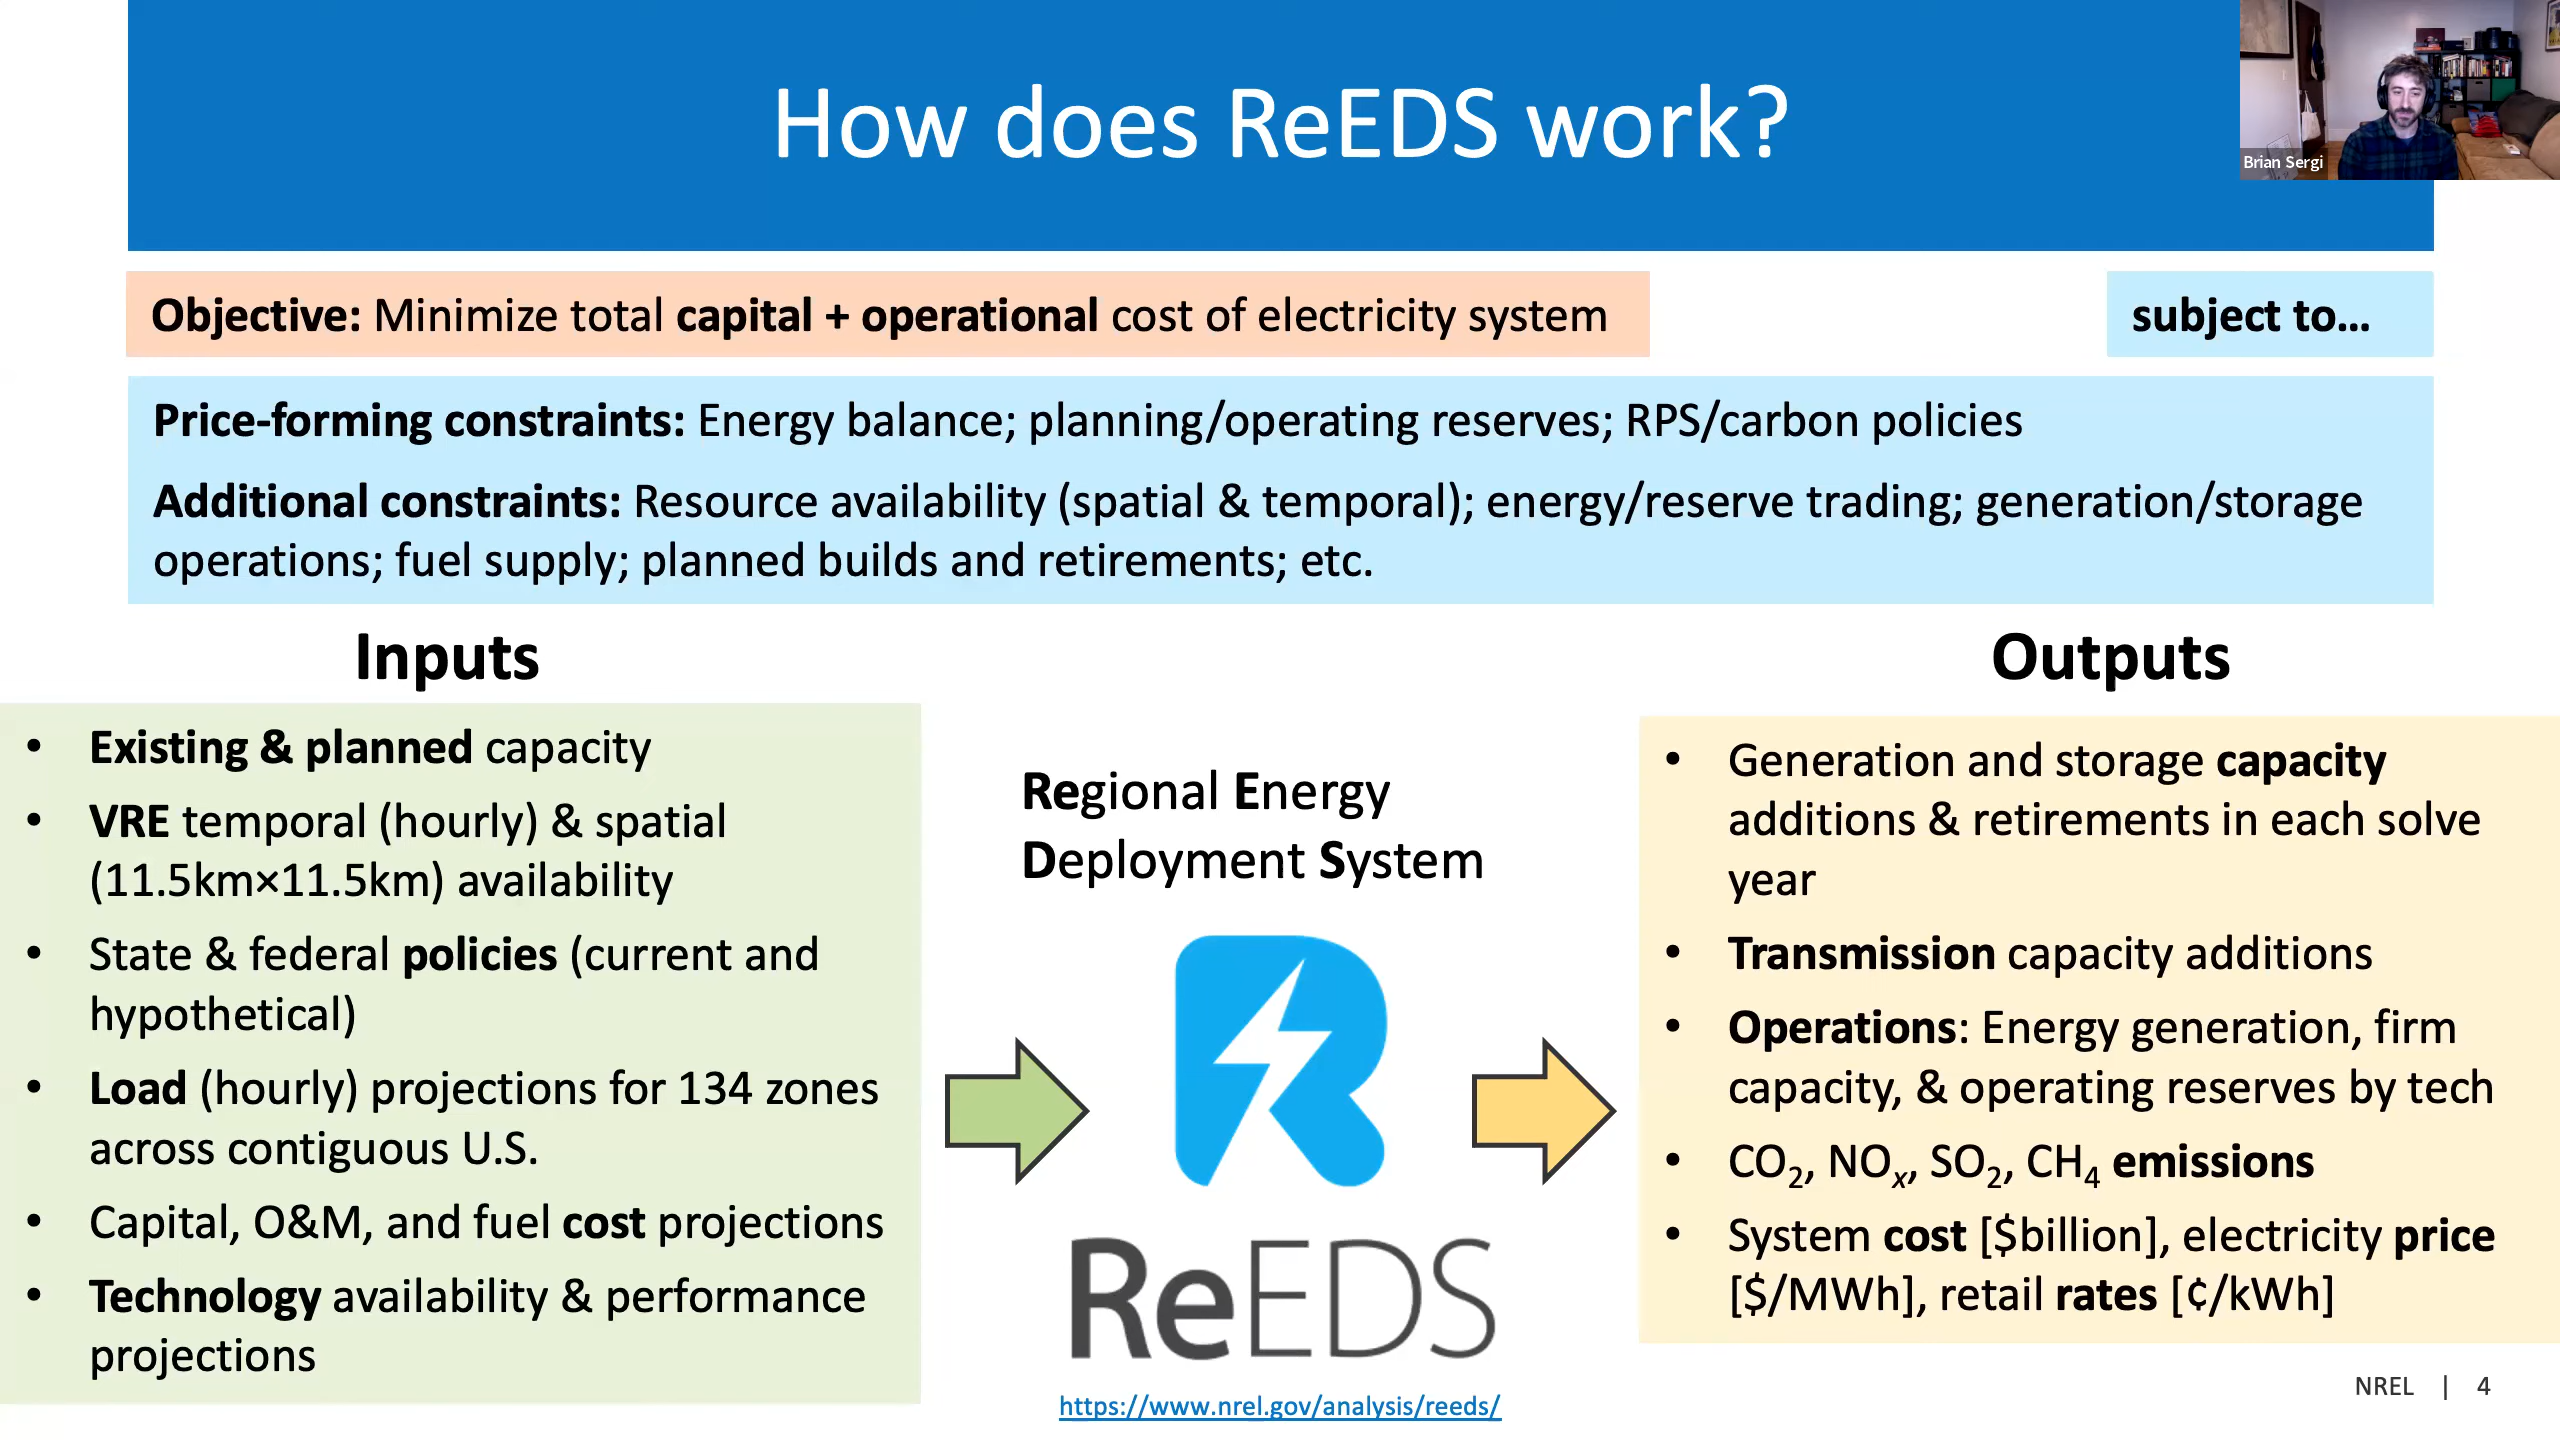 How does ReEDS work?
Brian Sergi
Objective: Minimize total capital + operational cost of electricity system
subject to...
Price-forming constraints: Energy balance; planning/operating reserves; RPS/carbon policies
Additional constraints: Resource availability (spatial & temporal); energy/reserve trading; generation/storage
operations; fuel supply; planned builds and retirements; etc.
Inputs
• Existing & planned capacity
• VRE temporal (hourly) & spatial
(11.5km×11.5km) availability
• State & federal policies (current and
hypothetical)
• Load (hourly) projections for 134 zones
across contiguous U.S.
• Capital, O&M, and fuel cost projections
• Technology availability & performance
projections
Regional Energy
Deployment System
ReEDS
https://www.nrel.gov/analysis/reeds/
Outputs
• Generation and storage capacity
additions & retirements in each solve
year
• Transmission capacity additions
• Operations: Energy generation, firm
capacity, & operating reserves by tech
• CO₂, NOₓ, SO₂, CH₄ emissions
• System cost [$billion], electricity price
[$/MWh], retail rates [¢/kWh]
NREL | 4